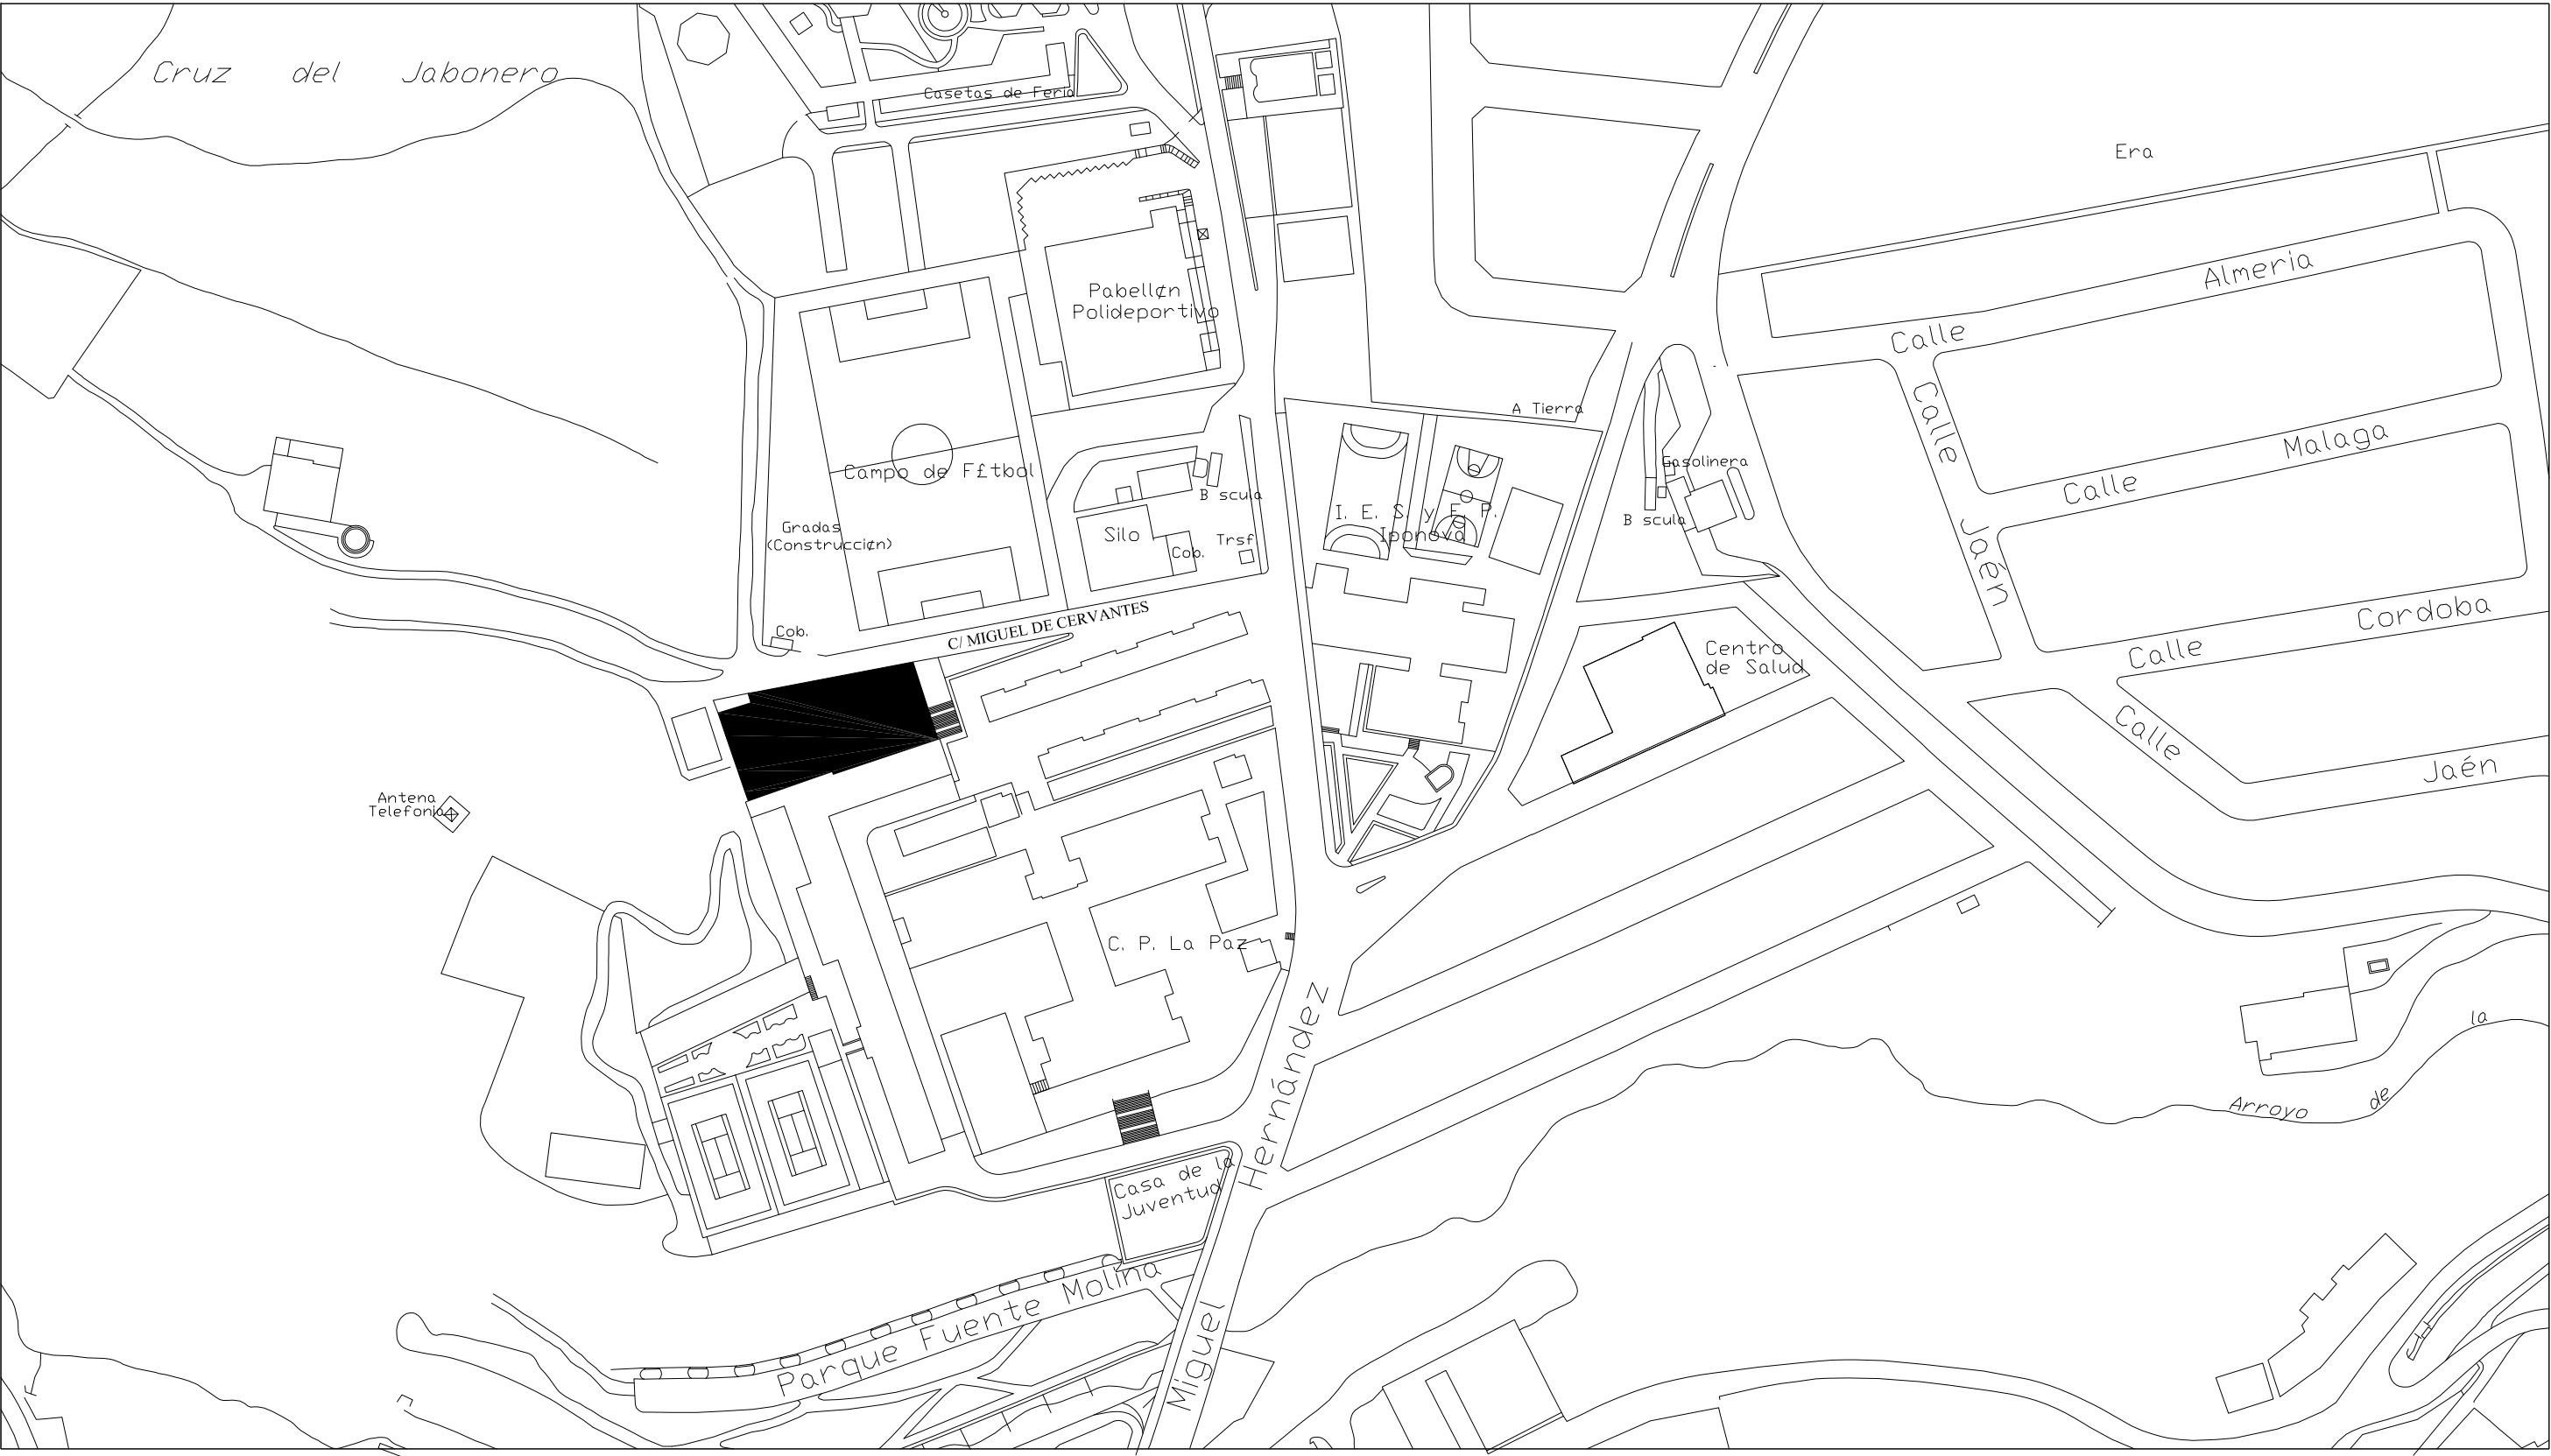 Cruz del Jabonero
Casetas de Feria
Era
Almeria
Calle
Pabell¢n
Polideportivo
A Tierra
Calle
Malaga
Calle
Campo de F£tbol
Gasolinera
B scula
B scula
I. E. S. y F. P.
Iponova
Gradas
(Construcci¢n)
Silo
Cob.
Trsf.
Jaén
Cordoba
Calle
C/ MIGUEL DE CERVANTES
Cob.
Centro
de Salud
Calle
Jaén
Antena
Telefonia
C. P. La Paz
Hernández
la
de
Arroyo
Casa de la
Juventud
Parque Fuente Molina
Miguel